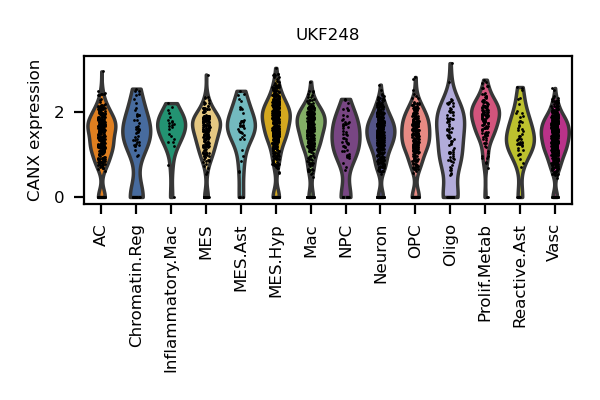 UKF248
CANX expression
2
0
AC
Chromatin.Reg
Inflammatory.Mac
MES
MES.Ast
MES.Hyp
Mac
NPC
Neuron
OPC
Oligo
Prolif.Metab
Reactive.Ast
Vasc